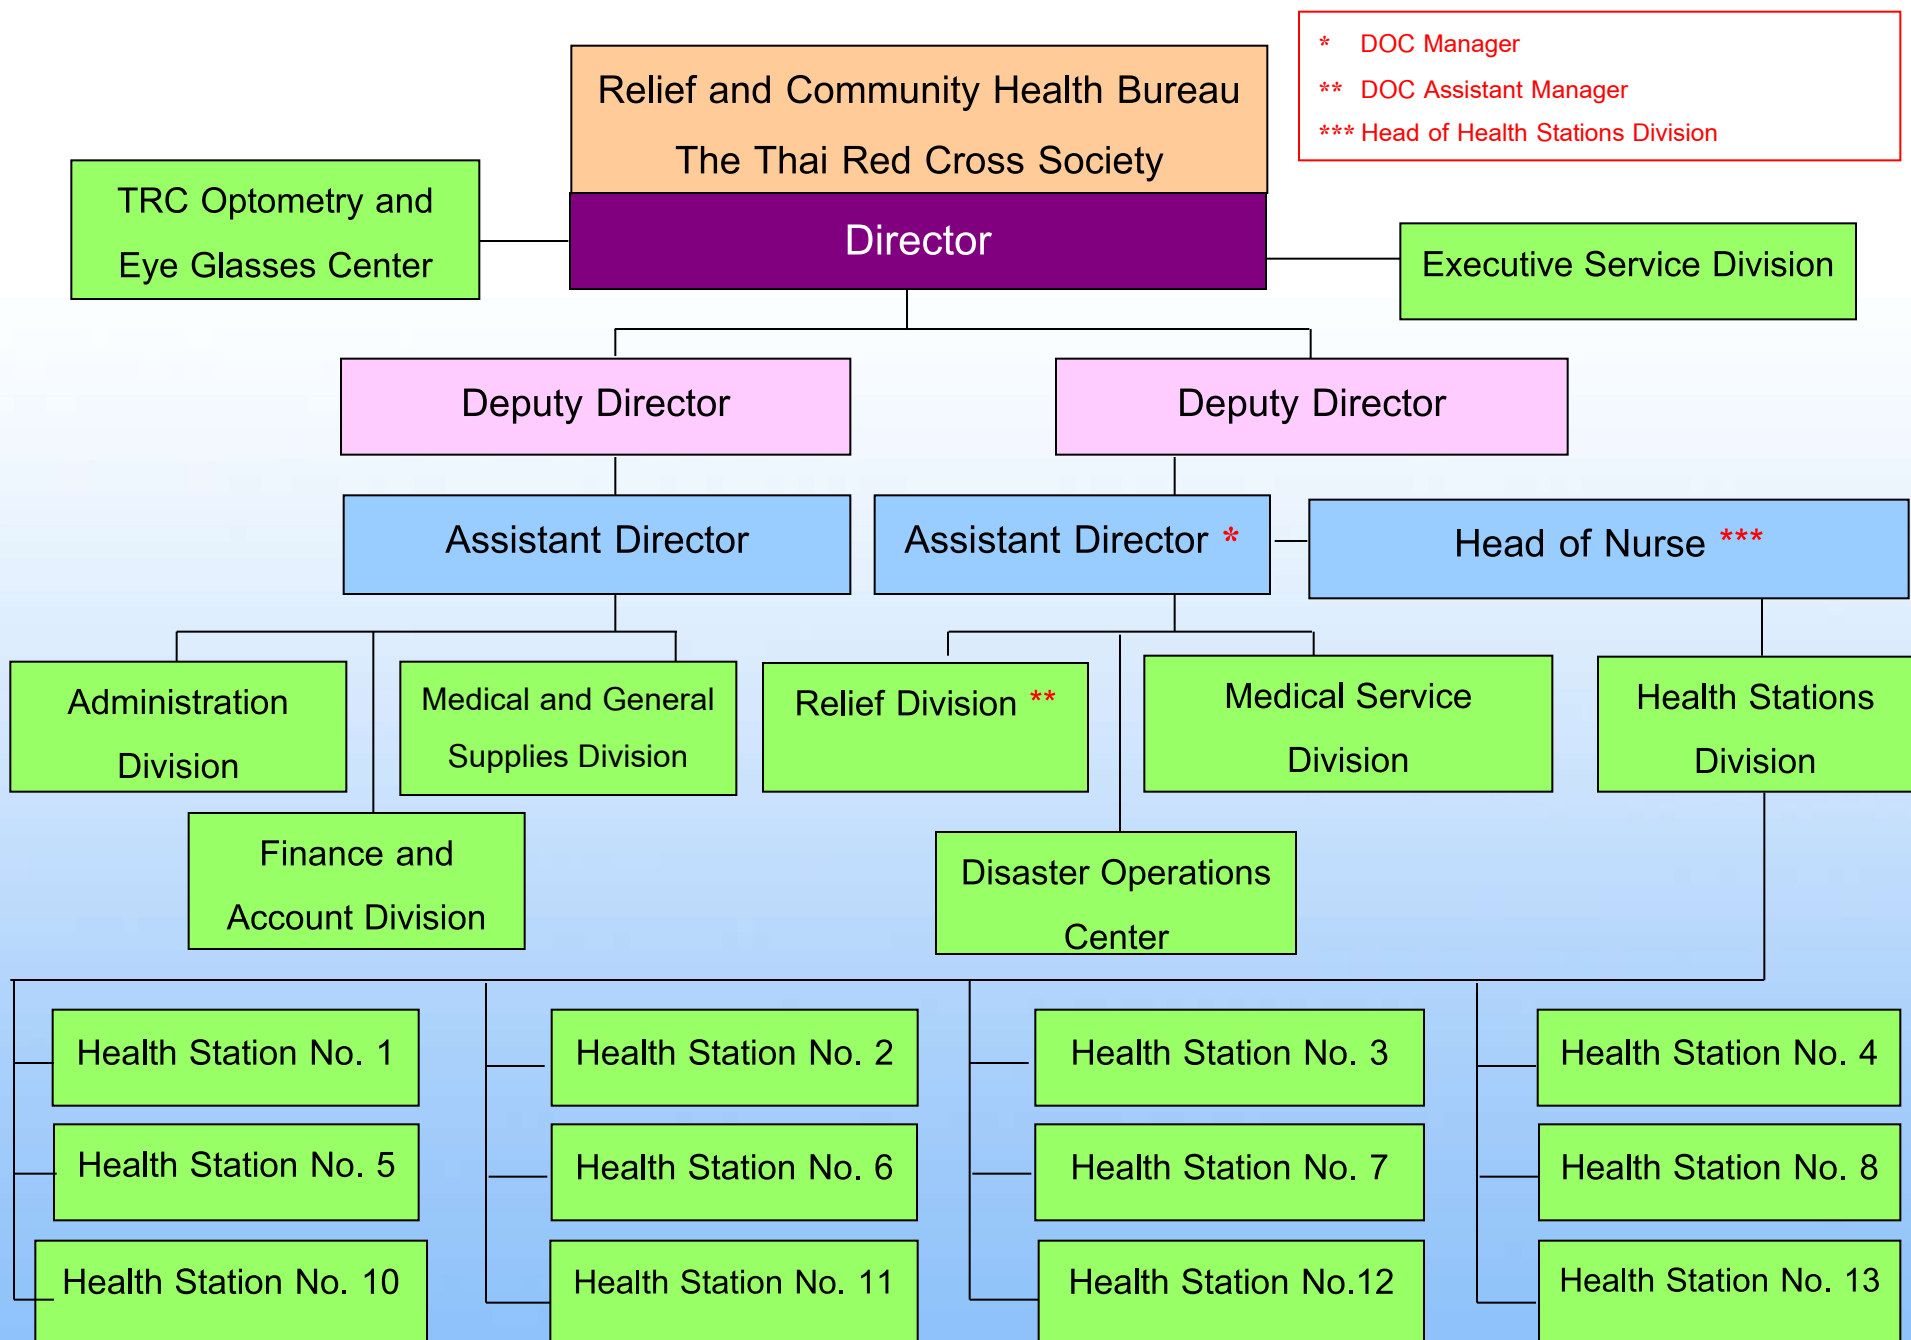 * DOC Manager
** DOC Assistant Manager
*** Head of Health Stations Division
Relief and Community Health Bureau
The Thai Red Cross Society
Director
TRC Optometry and
Eye Glasses Center
Executive Service Division
Deputy Director
Deputy Director
Assistant Director
Assistant Director *
Head of Nurse ***
Administration
Division
Medical and General
Supplies Division
Relief Division **
Medical Service
Division
Health Stations
Division
Finance and
Account Division
Disaster Operations
Center
Health Station No. 1
Health Station No. 2
Health Station No. 3
Health Station No. 4
Health Station No. 5
Health Station No. 6
Health Station No. 7
Health Station No. 8
Health Station No. 10
Health Station No. 11
Health Station No.12
Health Station No. 13